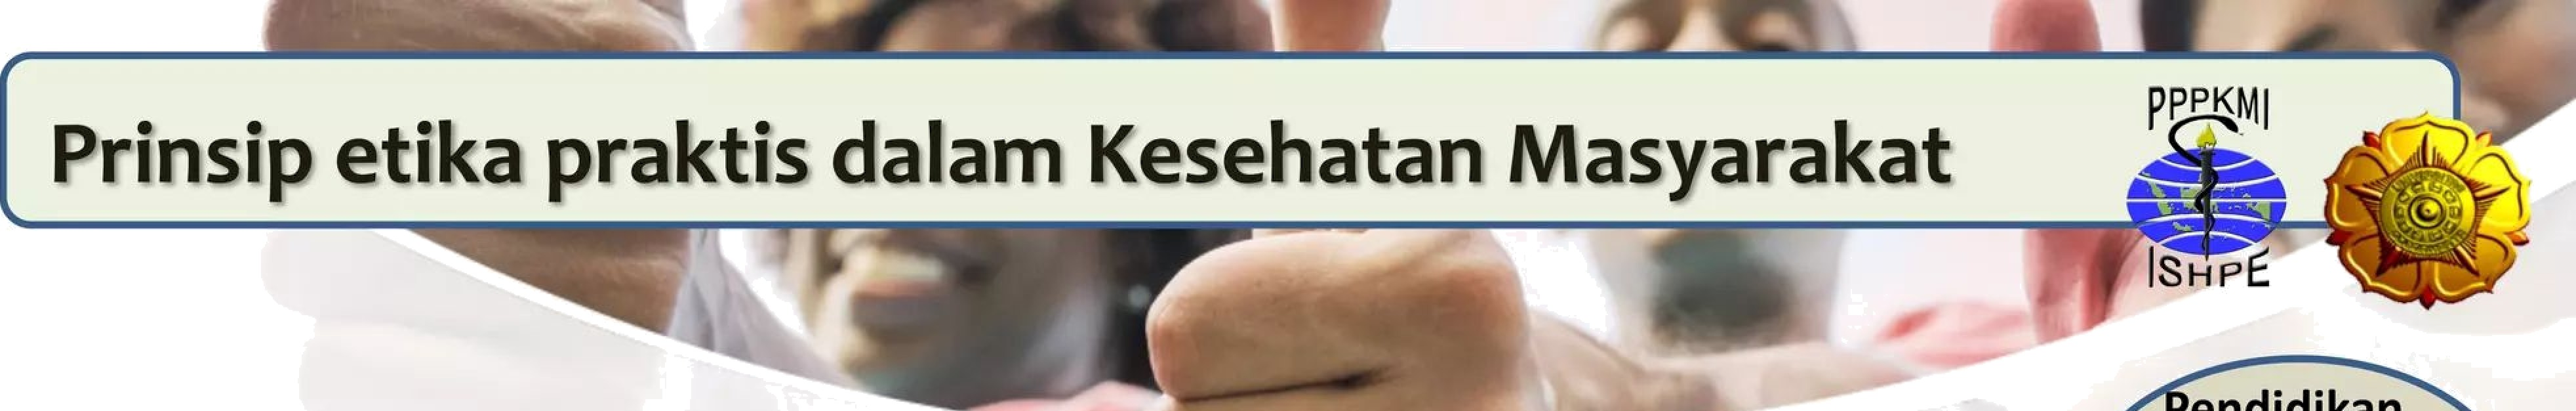 Prinsip etika praktis dalam Kesehatan Masyarakat
PPPKMI
ISHPE
Pendidikan